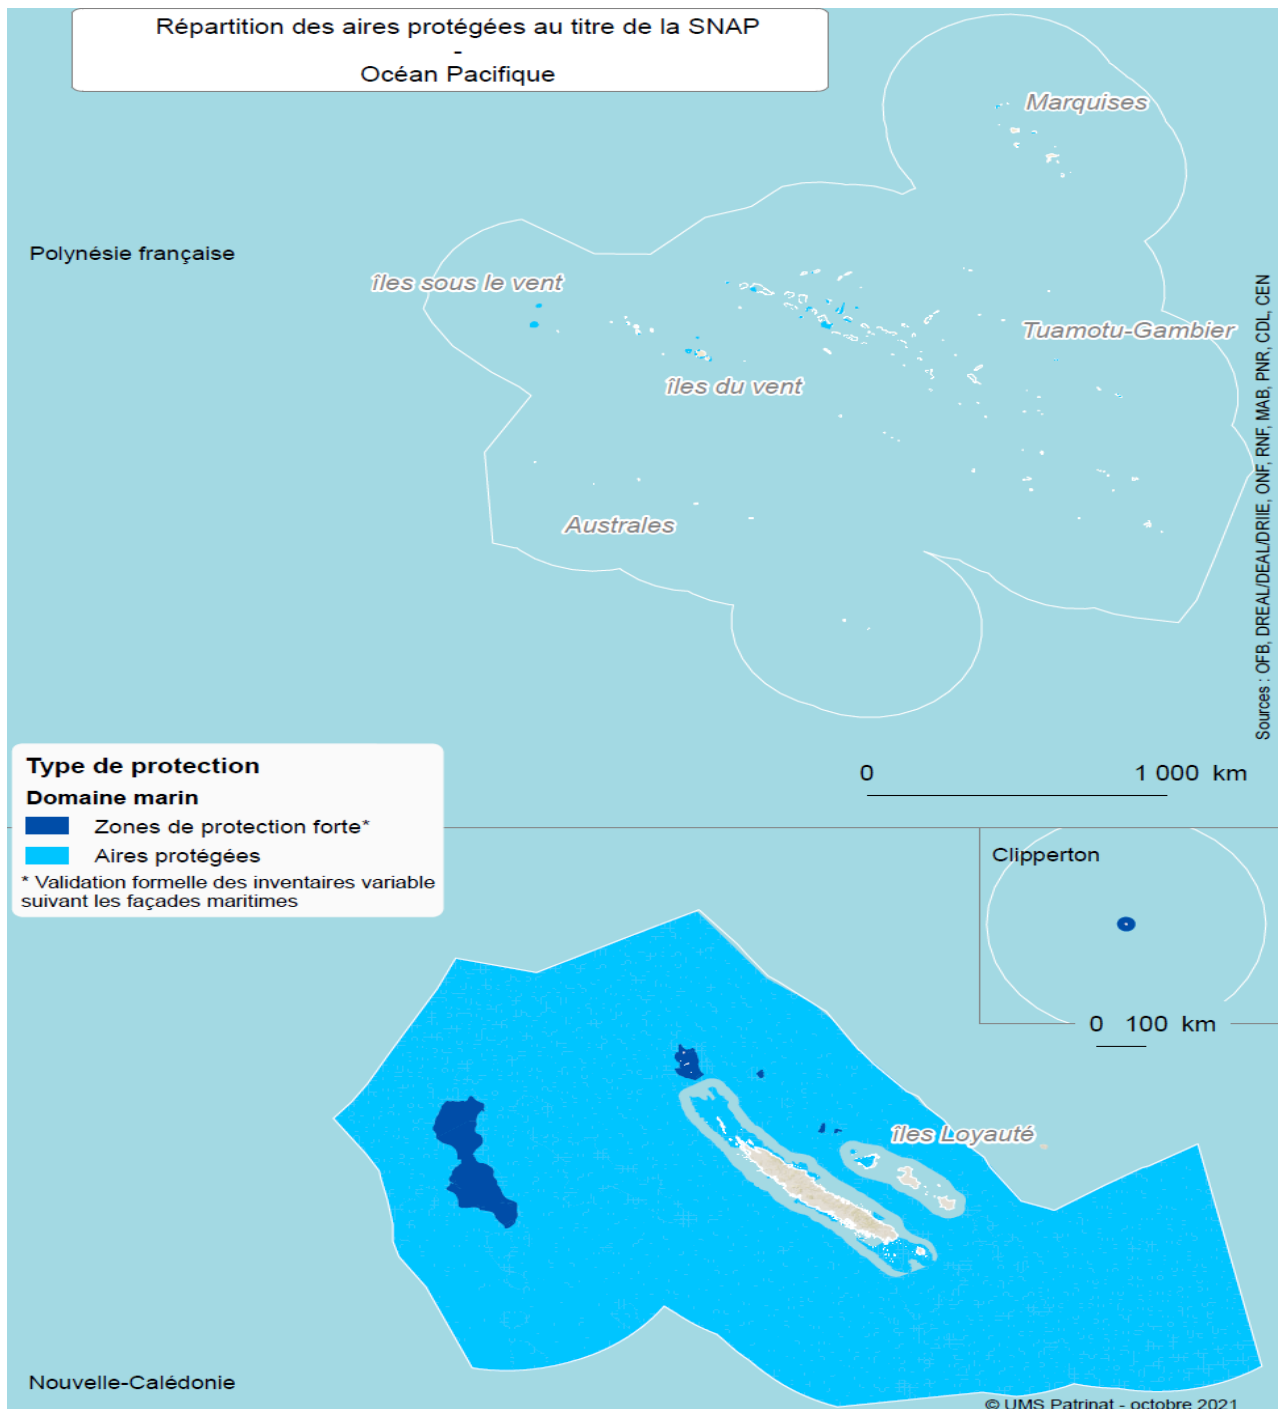 Répartition des aires protégées au titre de la SNAP
-
Océan Pacifique
Marquises
Polynésie française
îles sous le vent
Tuamotu-Gambier
îles du vent
Australes
Sources : OFB, DREAL/DEAL/DRIIE, ONF, RNF, MAB, PNR, CDL, CEN
0 1 000 km
Type de protection
Domaine marin
Zones de protection forte*
Aires protégées
* Validation formelle des inventaires variable
suivant les façades maritimes
Clipperton
0 100 km
îles Loyauté
Nouvelle-Calédonie
© UMS Patrinat - octobre 2021